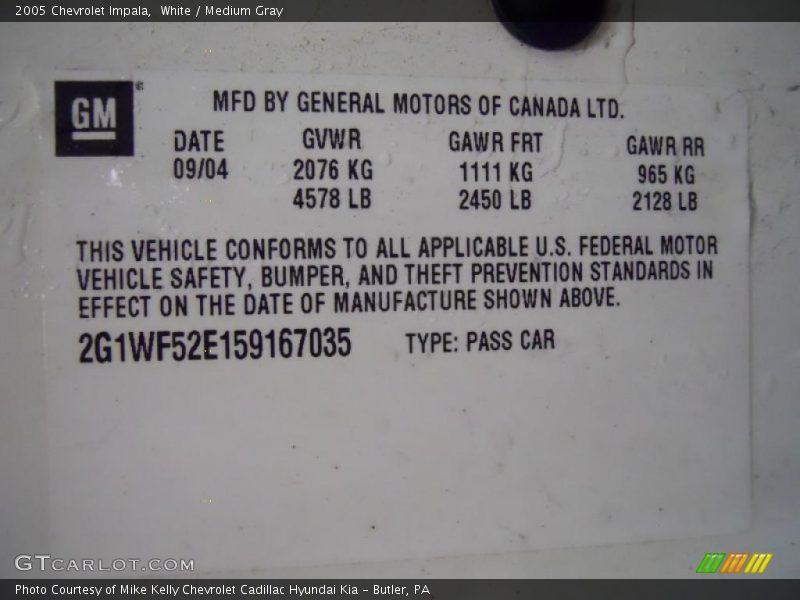 2005 Chevrolet Impala, White / Medium Gray
GM
MFD BY GENERAL MOTORS OF CANADA LTD.
DATE GVWR GAWR FRT GAWR RR
09/04 2076 KG 1111 KG 965 KG
4578 LB 2450 LB 2128 LB
THIS VEHICLE CONFORMS TO ALL APPLICABLE U.S. FEDERAL MOTOR
VEHICLE SAFETY, BUMPER, AND THEFT PREVENTION STANDARDS IN
EFFECT ON THE DATE OF MANUFACTURE SHOWN ABOVE.
2G1WF52E159167035 TYPE: PASS CAR
GTCARLOT.COM
Photo Courtesy of Mike Kelly Chevrolet Cadillac Hyundai Kia - Butler, PA